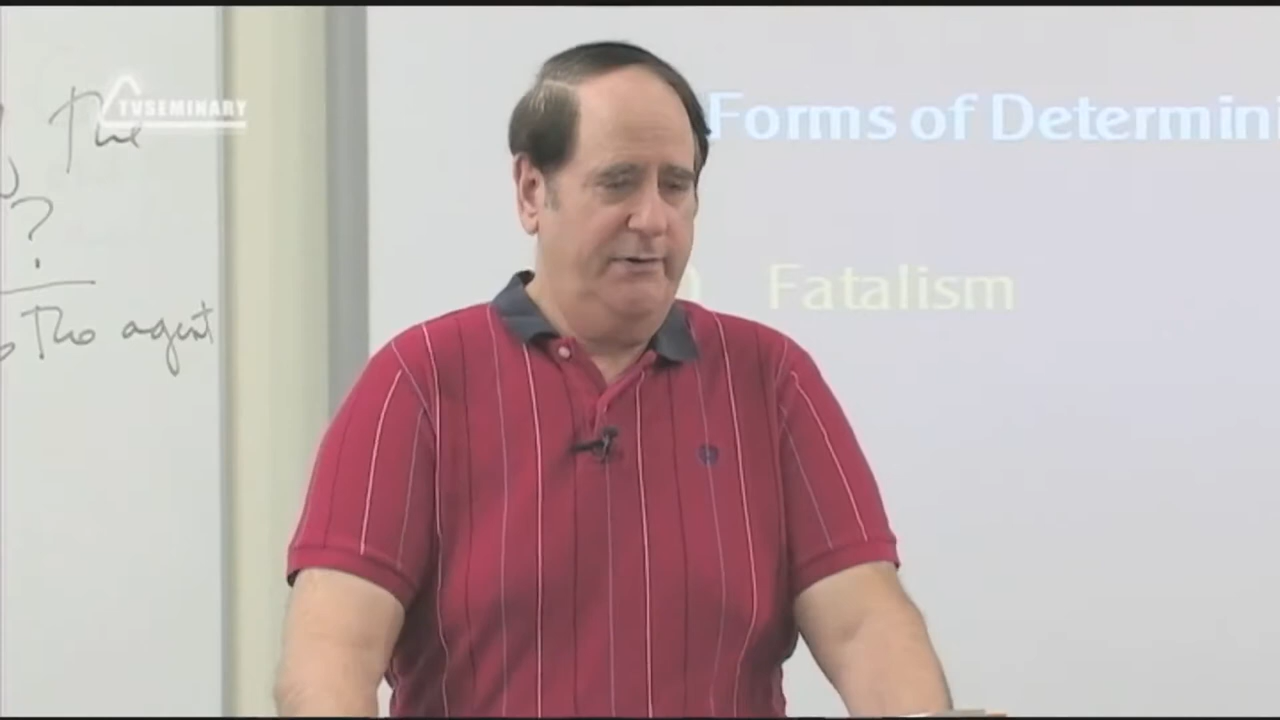 The
?
the agent
TVSEMINARY
Forms of Determini
Fatalism